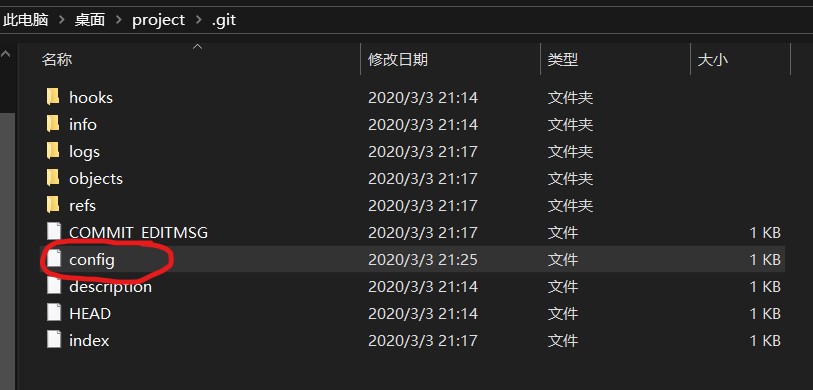 此电脑 > 桌面 > project > .git
名称 修改日期 类型 大小
hooks 2020/3/3 21:14 文件夹
info 2020/3/3 21:14 文件夹
logs 2020/3/3 21:17 文件夹
objects 2020/3/3 21:17 文件夹
refs 2020/3/3 21:17 文件夹
COMMIT_EDITMSG 2020/3/3 21:17 文件 1 KB
config 2020/3/3 21:25 文件 1 KB
description 2020/3/3 21:14 文件 1 KB
HEAD 2020/3/3 21:14 文件 1 KB
index 2020/3/3 21:17 文件 1 KB